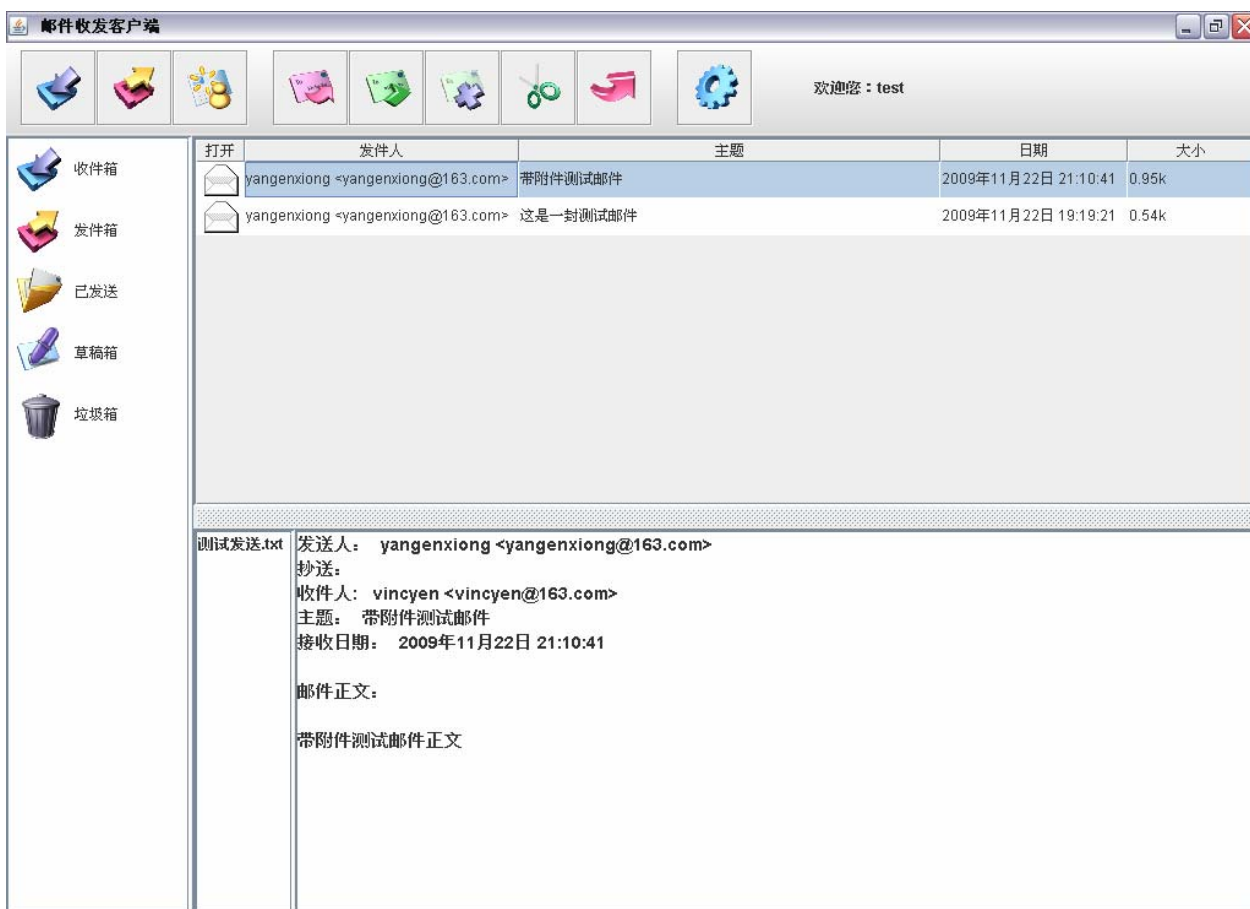 邮件收发客户端
欢迎您：test
收件箱
发件箱
已发送
草稿箱
垃圾箱
打开 发件人 主题 日期 大小
yangenxiong <yangenxiong@163.com> 带附件测试邮件 2009年11月22日 21:10:41 0.95k
yangenxiong <yangenxiong@163.com> 这是一封测试邮件 2009年11月22日 19:19:21 0.54k
测试发送.txt
发送人： yangenxiong <yangenxiong@163.com>
抄送：
收件人: vincyen <vincyen@163.com>
主题： 带附件测试邮件
接收日期： 2009年11月22日 21:10:41
邮件正文：
带附件测试邮件正文